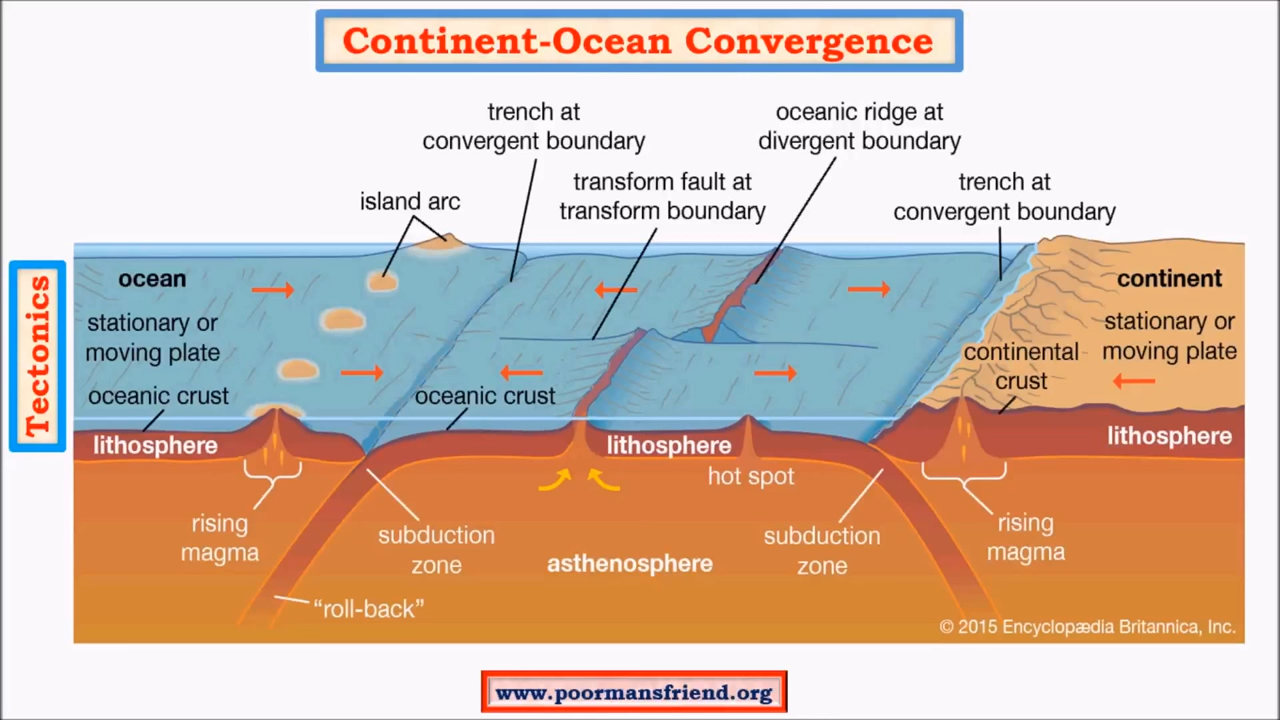 Continent-Ocean Convergence
Tectonics
trench at
convergent boundary
oceanic ridge at
divergent boundary
island arc
transform fault at
transform boundary
trench at
convergent boundary
ocean
stationary or
moving plate
oceanic crust
oceanic crust
continent
stationary or
moving plate
continental
crust
lithosphere
lithosphere
lithosphere
hot spot
rising
magma
subduction
zone
asthenosphere
subduction
zone
rising
magma
“roll-back”
© 2015 Encyclopædia Britannica, Inc.
www.poormansfriend.org